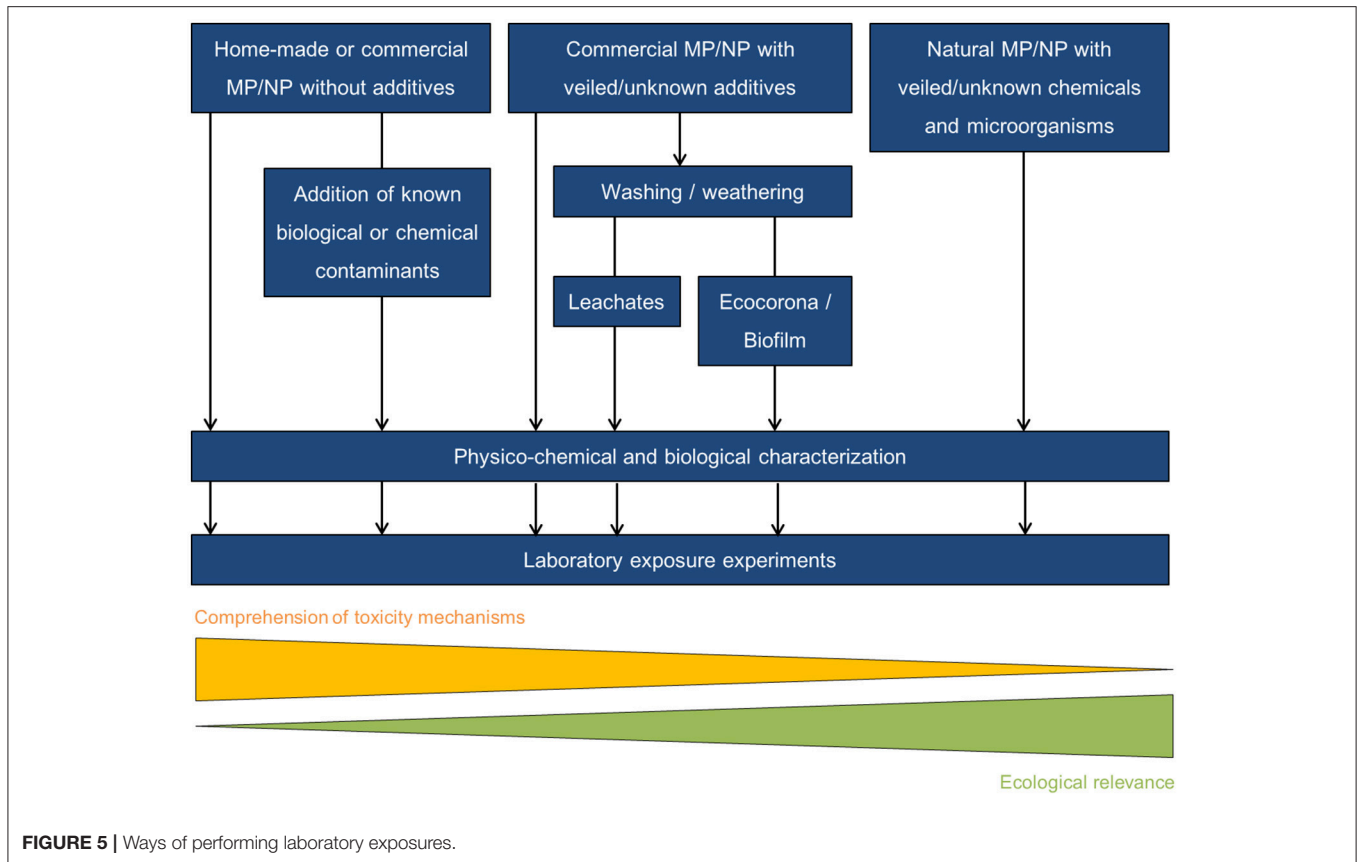 Home-made or commercial
MP/NP without additives
Commercial MP/NP with
veiled/unknown additives
Natural MP/NP with
veiled/unknown chemicals
and microorganisms
Addition of known
biological or chemical
contaminants
Washing / weathering
Leachates
Ecocorona /
Biofilm
Physico-chemical and biological characterization
Laboratory exposure experiments
Comprehension of toxicity mechanisms
Ecological relevance
FIGURE 5 | Ways of performing laboratory exposures.